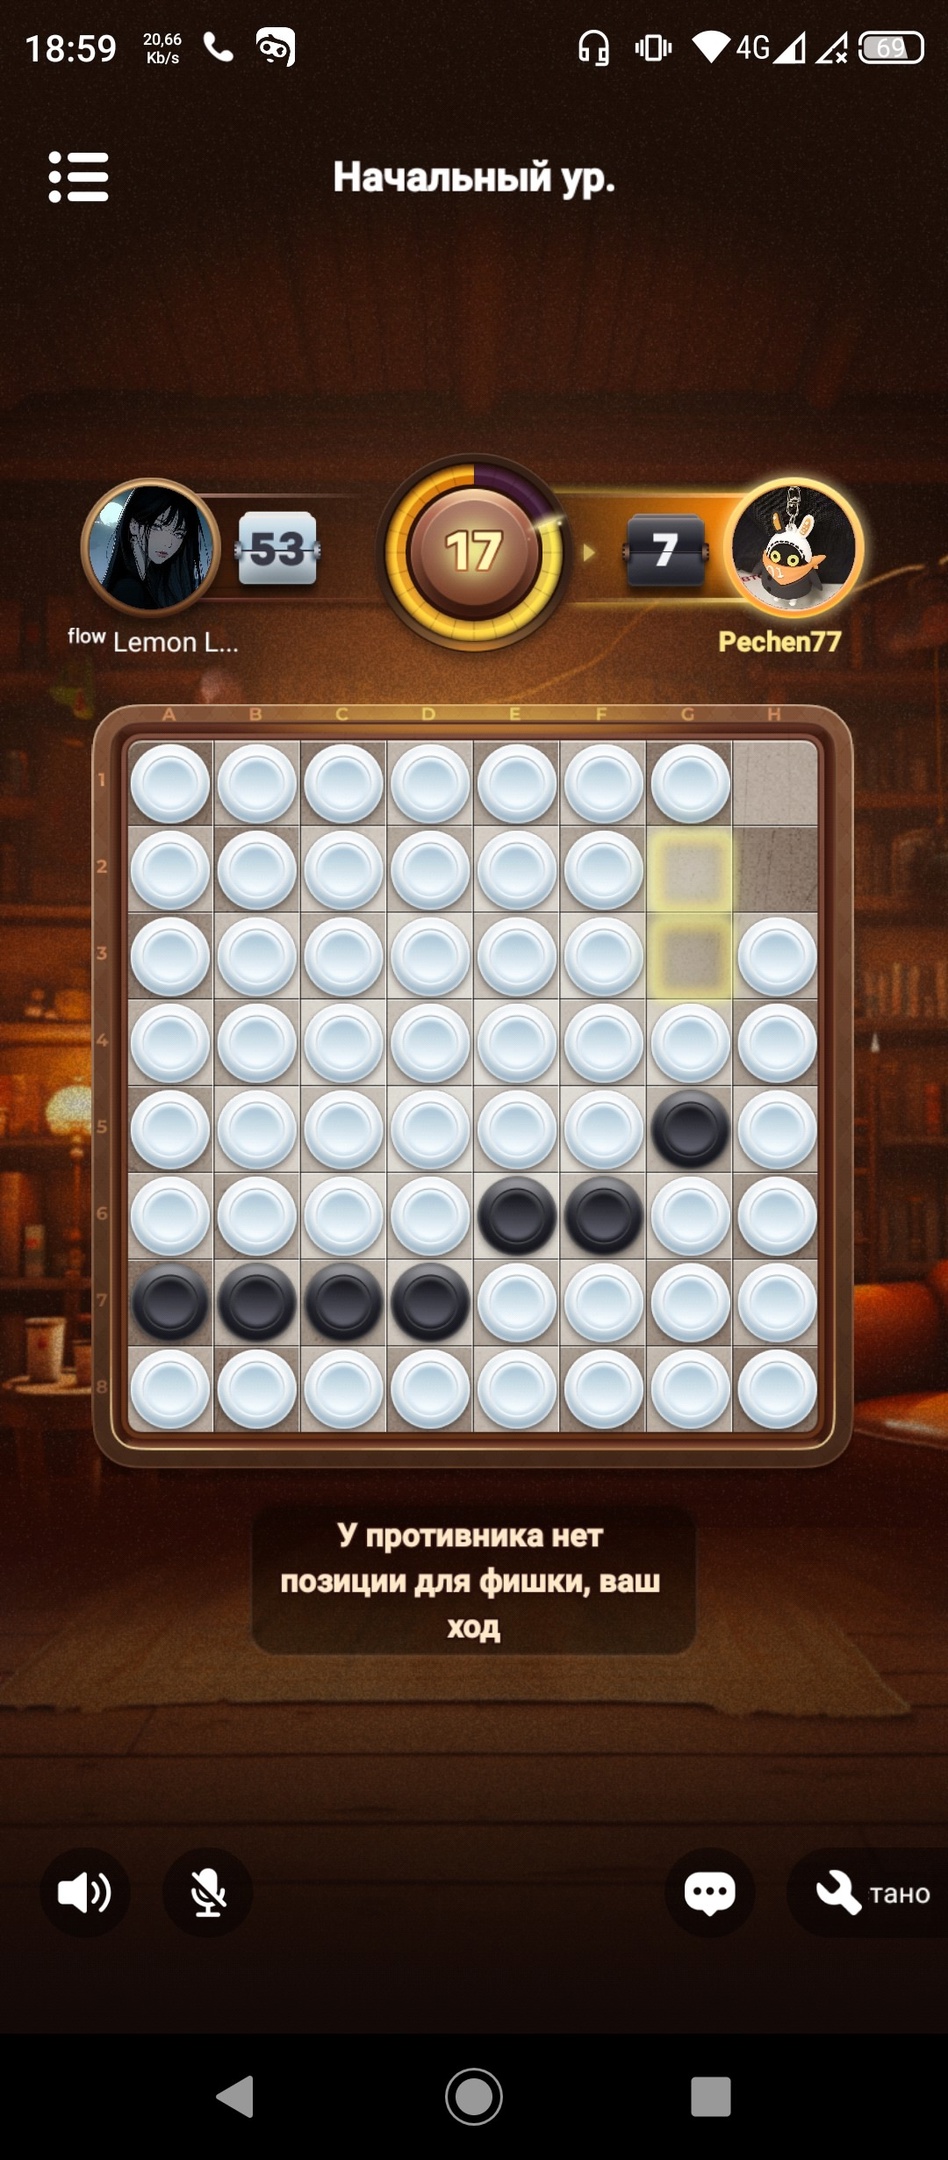 18:59
20,66
Kb/s
4G
69
Начальный ур.
53
17
7
flow Lemon L...
Pechen77
A B C D E F G H
1
2
3
4
5
6
7
8
У противника нет
позиции для фишки, ваш
ход
тано